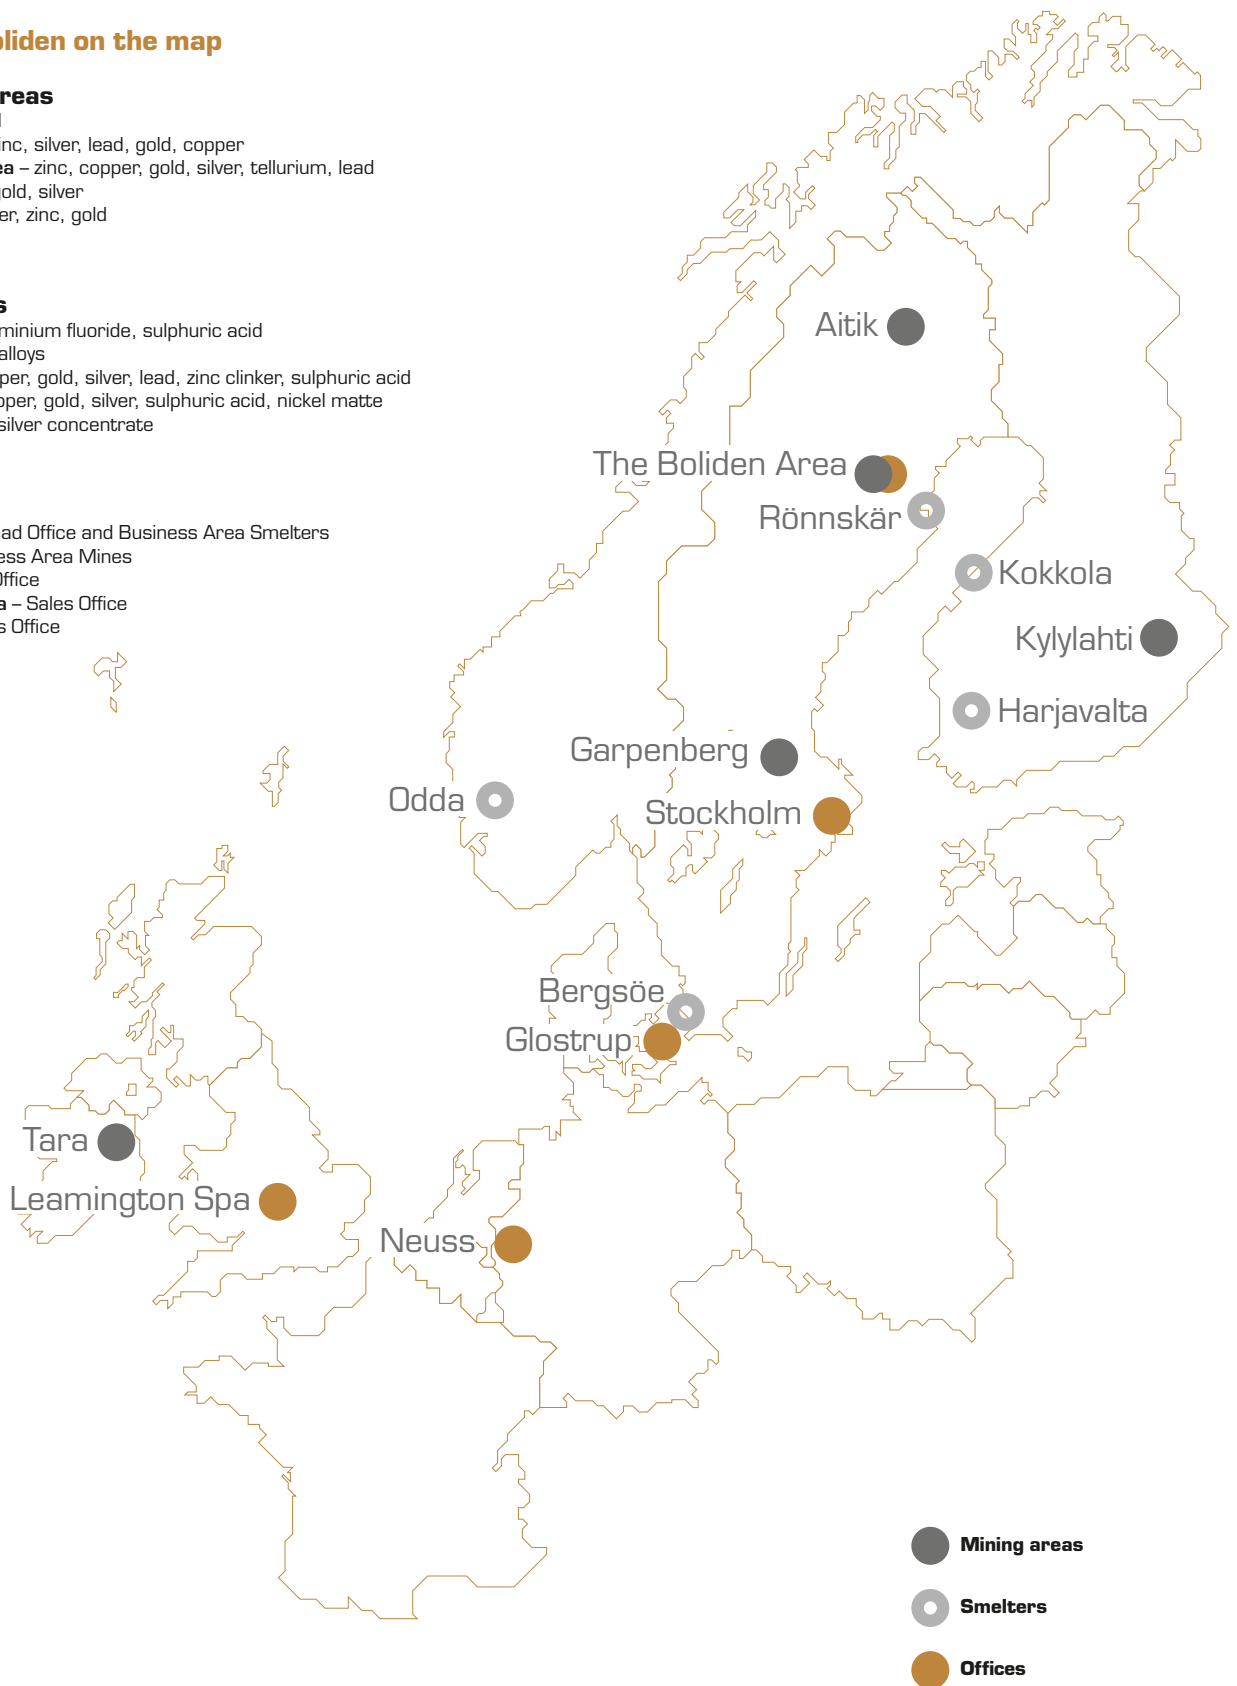 oliden on the map
reas
l
inc, silver, lead, gold, copper
ea – zinc, copper, gold, silver, tellurium, lead
gold, silver
er, zinc, gold
s
minium fluoride, sulphuric acid
alloys
per, gold, silver, lead, zinc clinker, sulphuric acid
pper, gold, silver, sulphuric acid, nickel matte
silver concentrate
ad Office and Business Area Smelters
ess Area Mines
Office
a – Sales Office
s Office
Aitik
The Boliden Area
Rönnskär
Kokkola
Kylylahti
Harjavalta
Garpenberg
Odda
Stockholm
Bergsöe
Glostrup
Tara
Leamington Spa
Neuss
Mining areas
Smelters
Offices